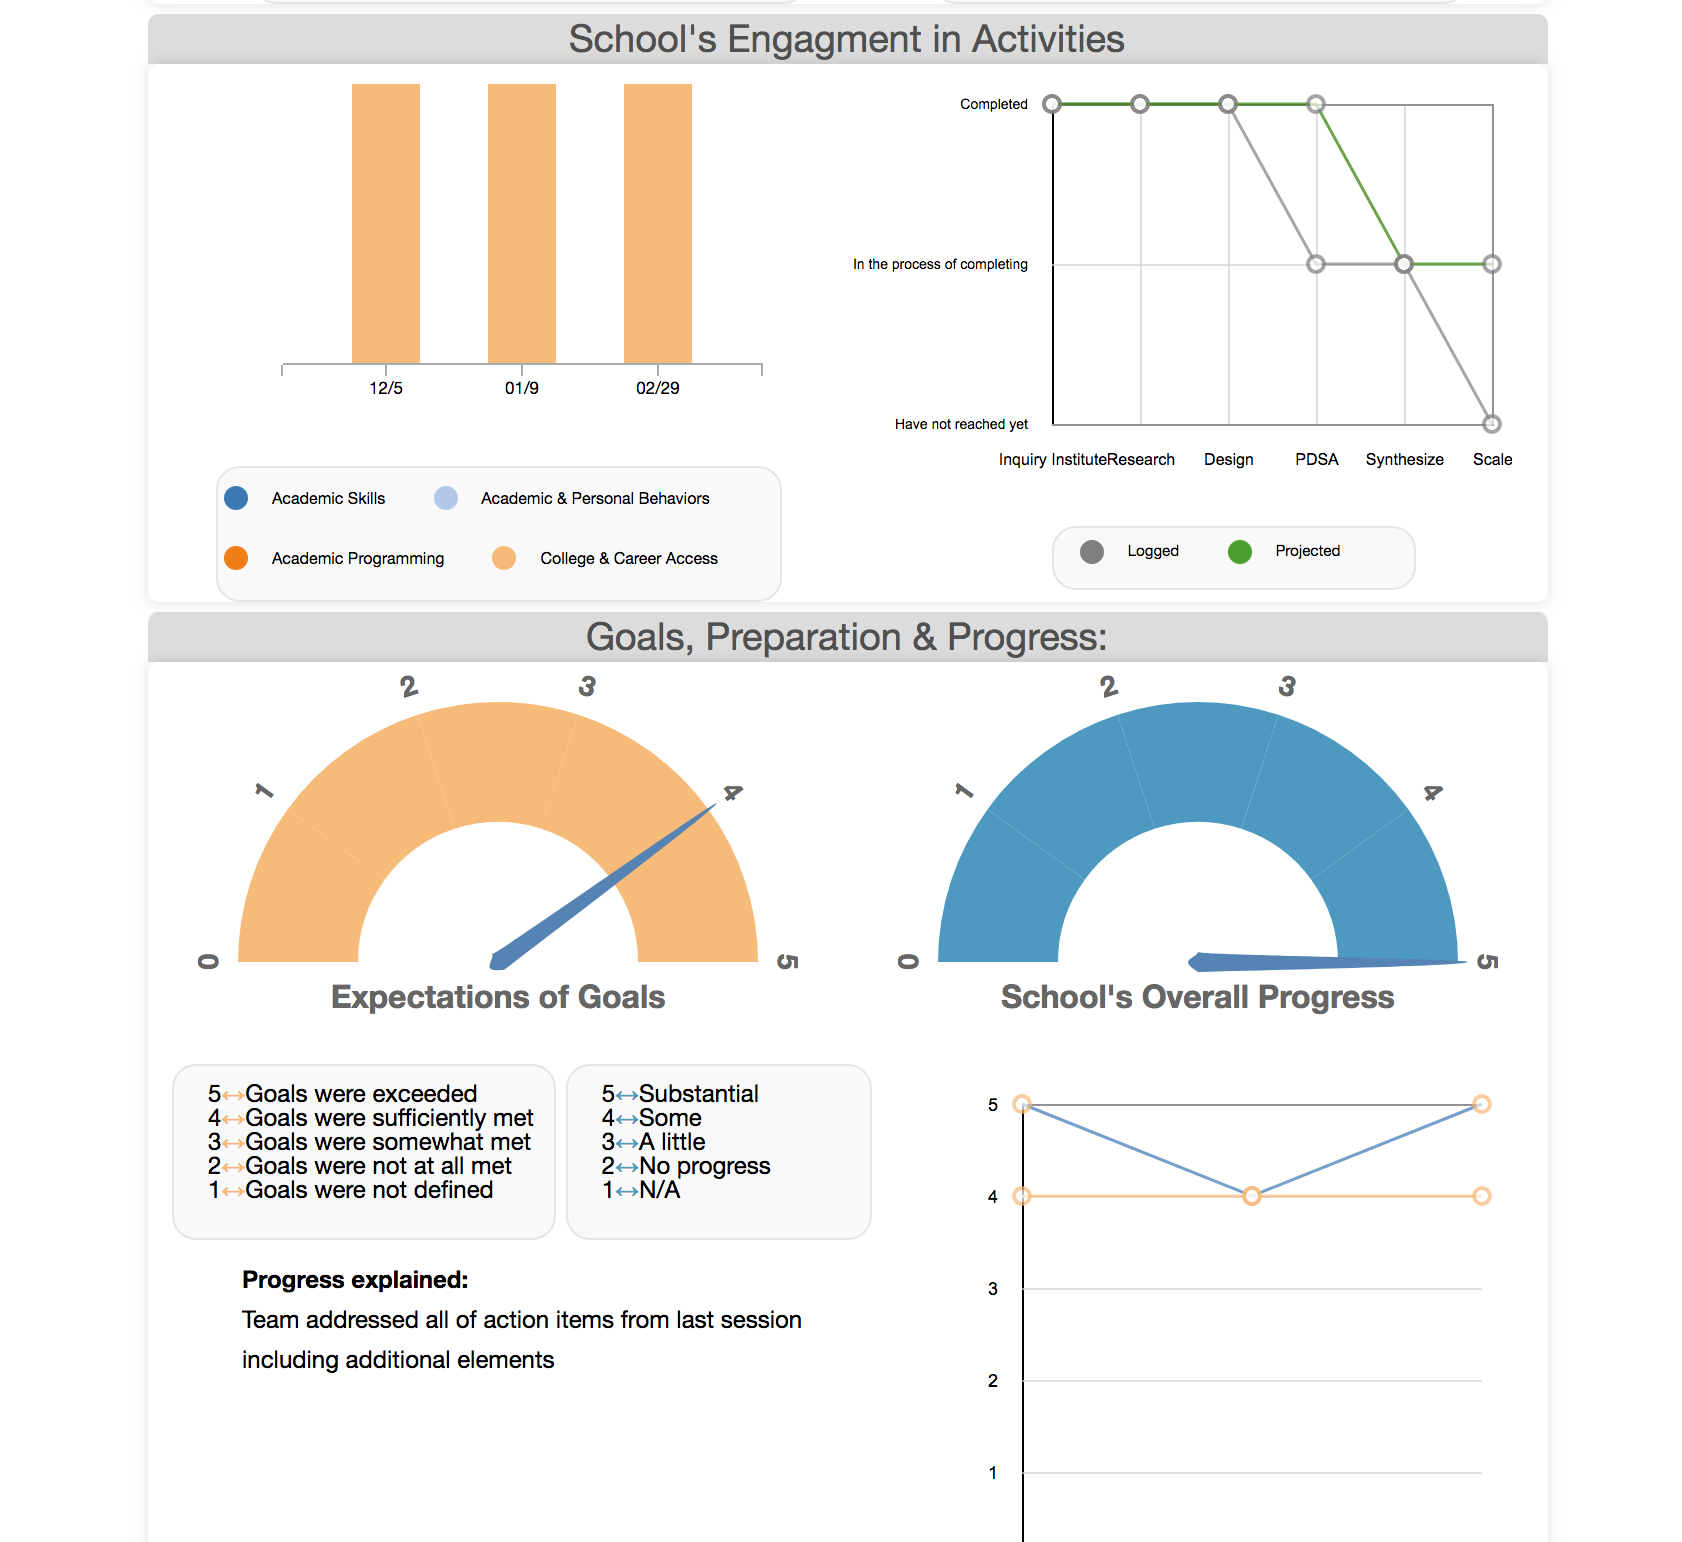 School's Engagment in Activities
12/5 01/9 02/29
Academic Skills Academic & Personal Behaviors
Academic Programming College & Career Access
Completed
In the process of completing
Have not reached yet
Inquiry Institute Research Design PDSA Synthesize Scale
Logged Projected
Goals, Preparation & Progress:
0 1 2 3 4 5
Expectations of Goals
0 1 2 3 4 5
School's Overall Progress
5↔Goals were exceeded
4↔Goals were sufficiently met
3↔Goals were somewhat met
2↔Goals were not at all met
1↔Goals were not defined
5↔Substantial
4↔Some
3↔A little
2↔No progress
1↔N/A
Progress explained:
Team addressed all of action items from last session
including additional elements
5
4
3
2
1